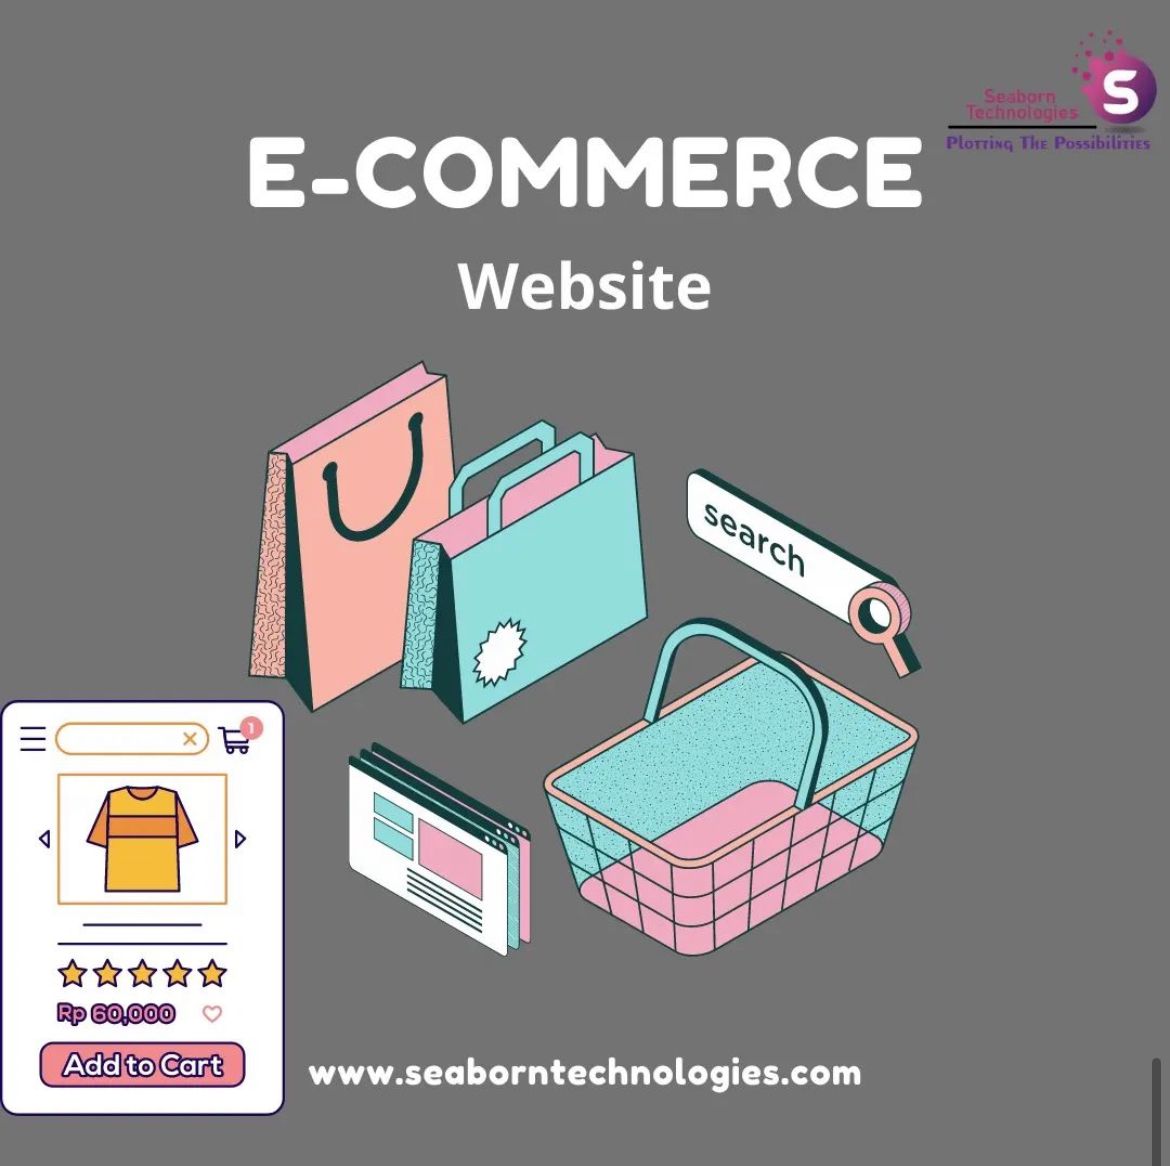 Seaborn
Technologies
S
Plotting The Possibilities
E-COMMERCE
Website
search
1
Rp 60,000
Add to Cart
www.seaborntechnologies.com